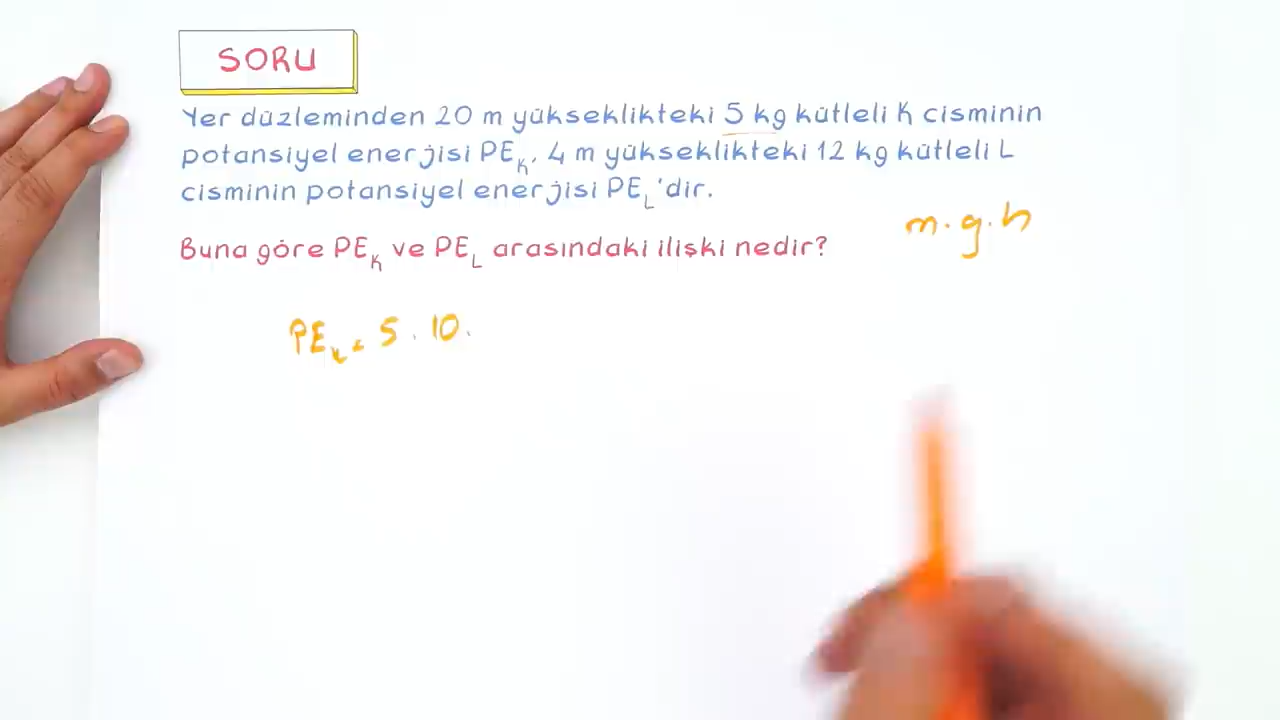 SORU
Yer düzleminden 20 m yükseklikteki 5 kg kütleli K cisminin
potansiyel enerjisi PEK, 4 m yükseklikteki 12 kg kütleli L
cisminin potansiyel enerjisi PEL'dir.
m.g.h
Buna göre PEK ve PEL arasındaki ilişki nedir?
PEK = 5 . 10.